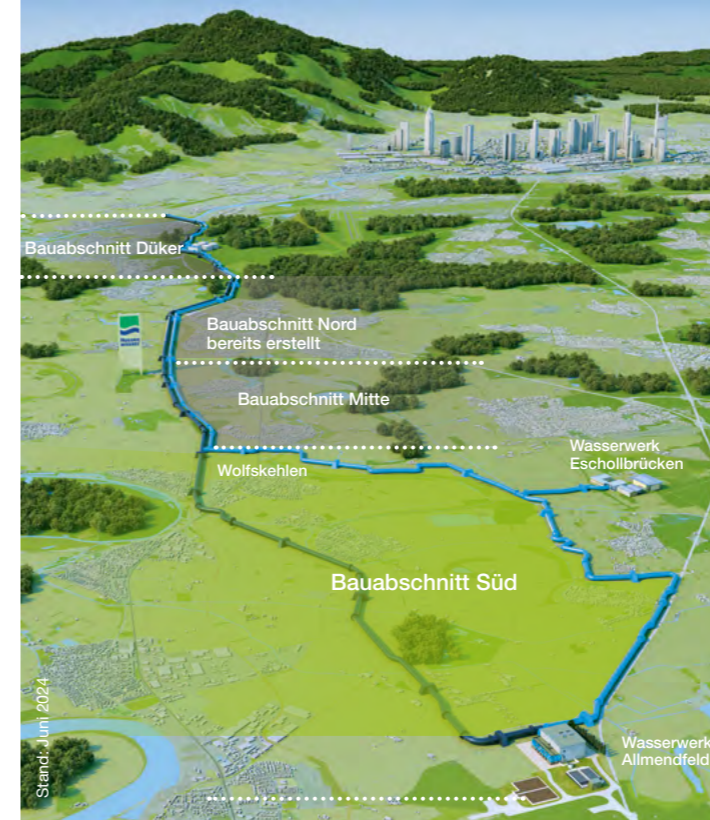 Bauabschnitt Düker
Bauabschnitt Nord
bereits erstellt
Bauabschnitt Mitte
Wasserwerk
Eschollbrücken
Wolfskehlen
Bauabschnitt Süd
Stand: Juni 2024
Wasserwerk
Allmendfeld